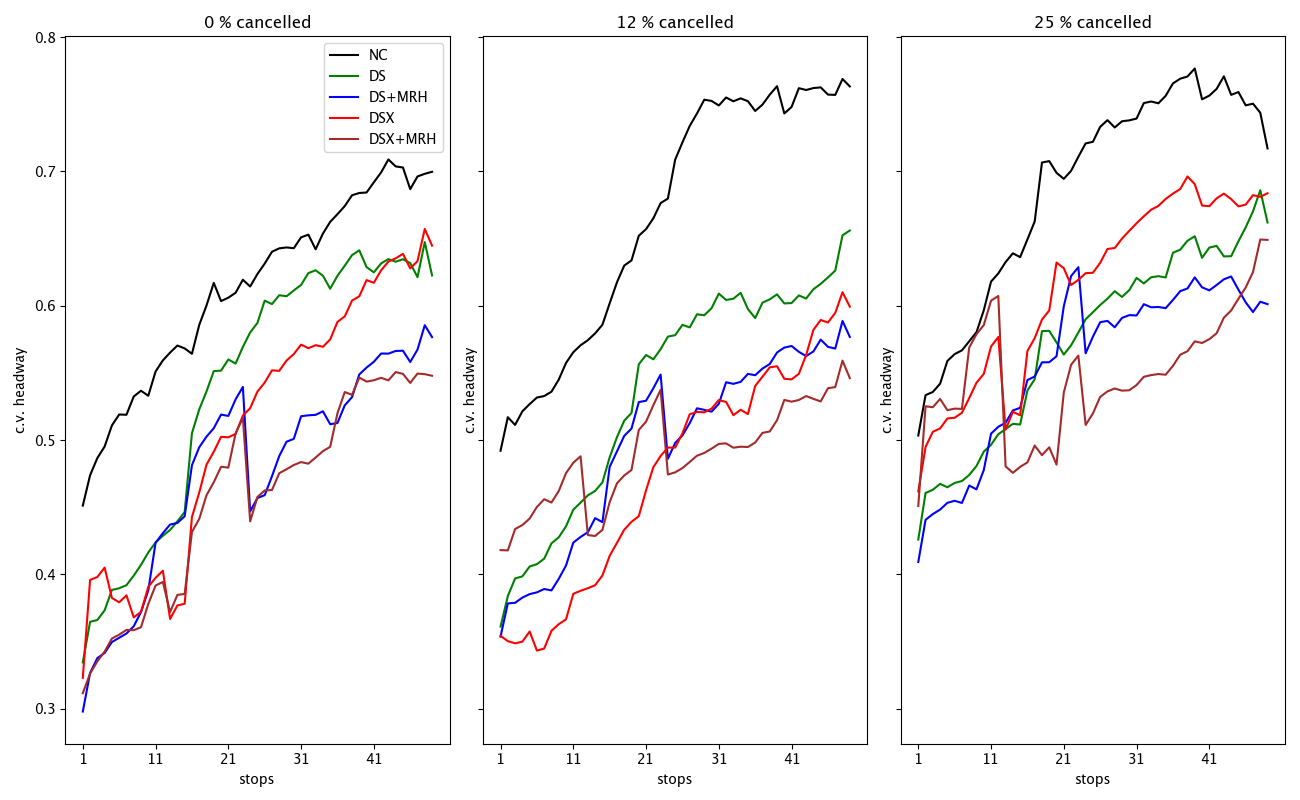 0 % cancelled
12 % cancelled
25 % cancelled
0.8
0.7
0.6
0.5
0.4
0.3
c.v. headway
c.v. headway
c.v. headway
NC
DS
DS+MRH
DSX
DSX+MRH
1 11 21 31 41
1 11 21 31 41
1 11 21 31 41
stops
stops
stops